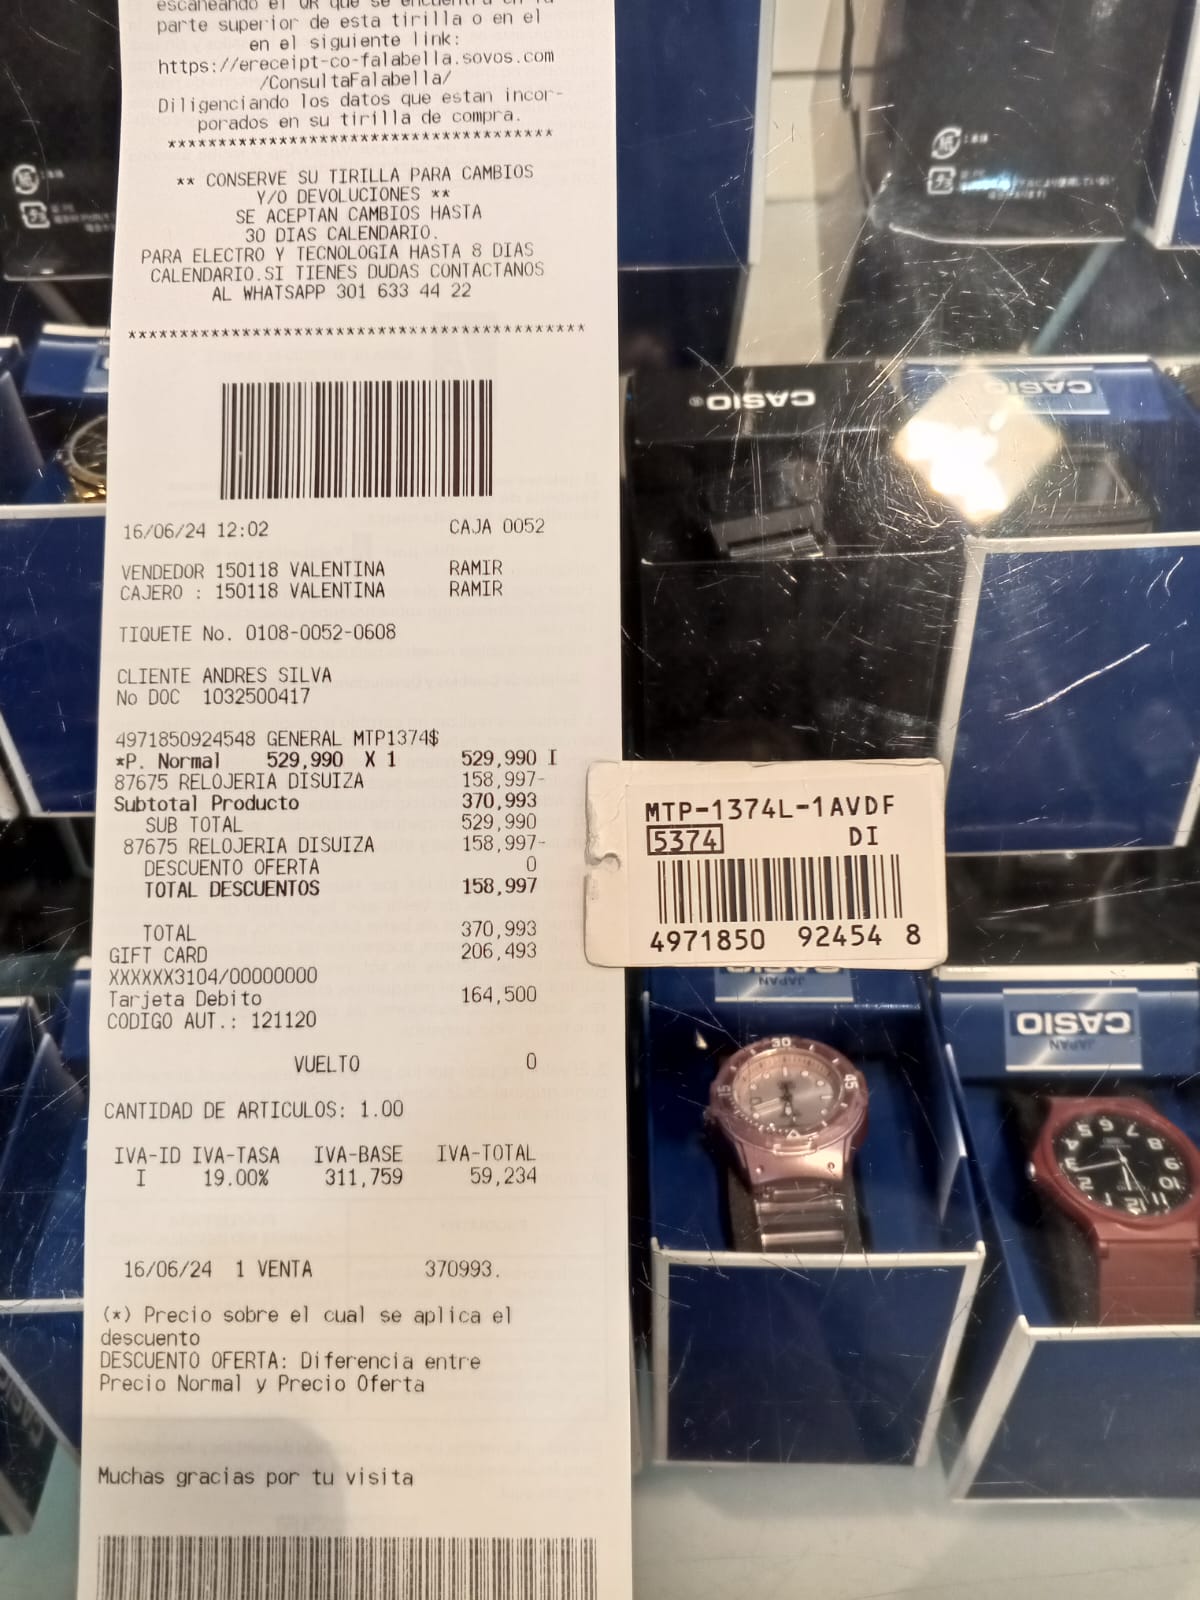 escaneando el QR que se encuentra en la
parte superior de esta tirilla o en el
en el siguiente link:
https://ereceipt-co-falabella.sovos.com
/ConsultaFalabella/
Diligenciando los datos que estan incor-
porados en su tirilla de compra.
******************************************
** CONSERVE SU TIRILLA PARA CAMBIOS
Y/O DEVOLUCIONES **
SE ACEPTAN CAMBIOS HASTA
30 DIAS CALENDARIO.
PARA ELECTRO Y TECNOLOGIA HASTA 8 DIAS
CALENDARIO.SI TIENES DUDAS CONTACTANOS
AL WHATSAPP 301 633 44 22
******************************************
16/06/24 12:02 CAJA 0052
VENDEDOR 150118 VALENTINA RAMIR
CAJERO : 150118 VALENTINA RAMIR
TIQUETE No. 0108-0052-0608
CLIENTE ANDRES SILVA
No DOC 1032500417
4971850924548 GENERAL MTP1374$
*P. Normal 529,990 X 1 529,990 I
87675 RELOJERIA DISUIZA 158,997-
Subtotal Producto 370,993
SUB TOTAL 529,990
87675 RELOJERIA DISUIZA 158,997-
DESCUENTO OFERTA 0
TOTAL DESCUENTOS 158,997
TOTAL 370,993
GIFT CARD 206,493
XXXXXX3104/00000000
Tarjeta Debito 164,500
CODIGO AUT.: 121120
VUELTO 0
CANTIDAD DE ARTICULOS: 1.00
IVA-ID IVA-TASA IVA-BASE IVA-TOTAL
I 19.00% 311,759 59,234
16/06/24 1 VENTA 370993.
(*) Precio sobre el cual se aplica el
descuento
DESCUENTO OFERTA: Diferencia entre
Precio Normal y Precio Oferta
Muchas gracias por tu visita
MTP-1374L-1AVDF
5374 DI
4971850 92454 8
CASIO
CASIO
CASIO
JAPAN
CASIO
JAPAN